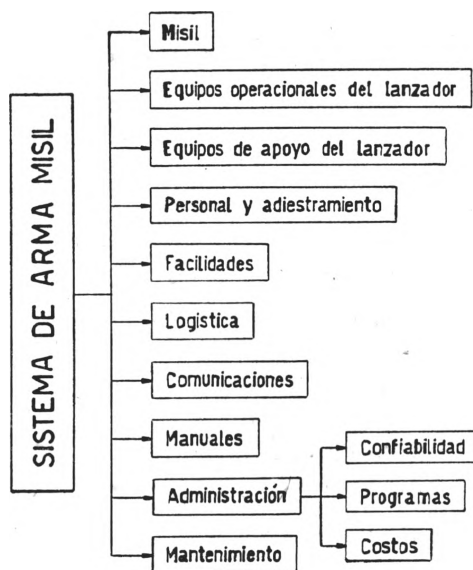 SISTEMA DE ARMA MISIL
Misil
Equipos operacionales del lanzador
Equipos de apoyo del lanzador
Personal y adiestramiento
Facilidades
Logística
Comunicaciones
Manuales
Administración
Confiabilidad
Programas
Costos
Mantenimiento